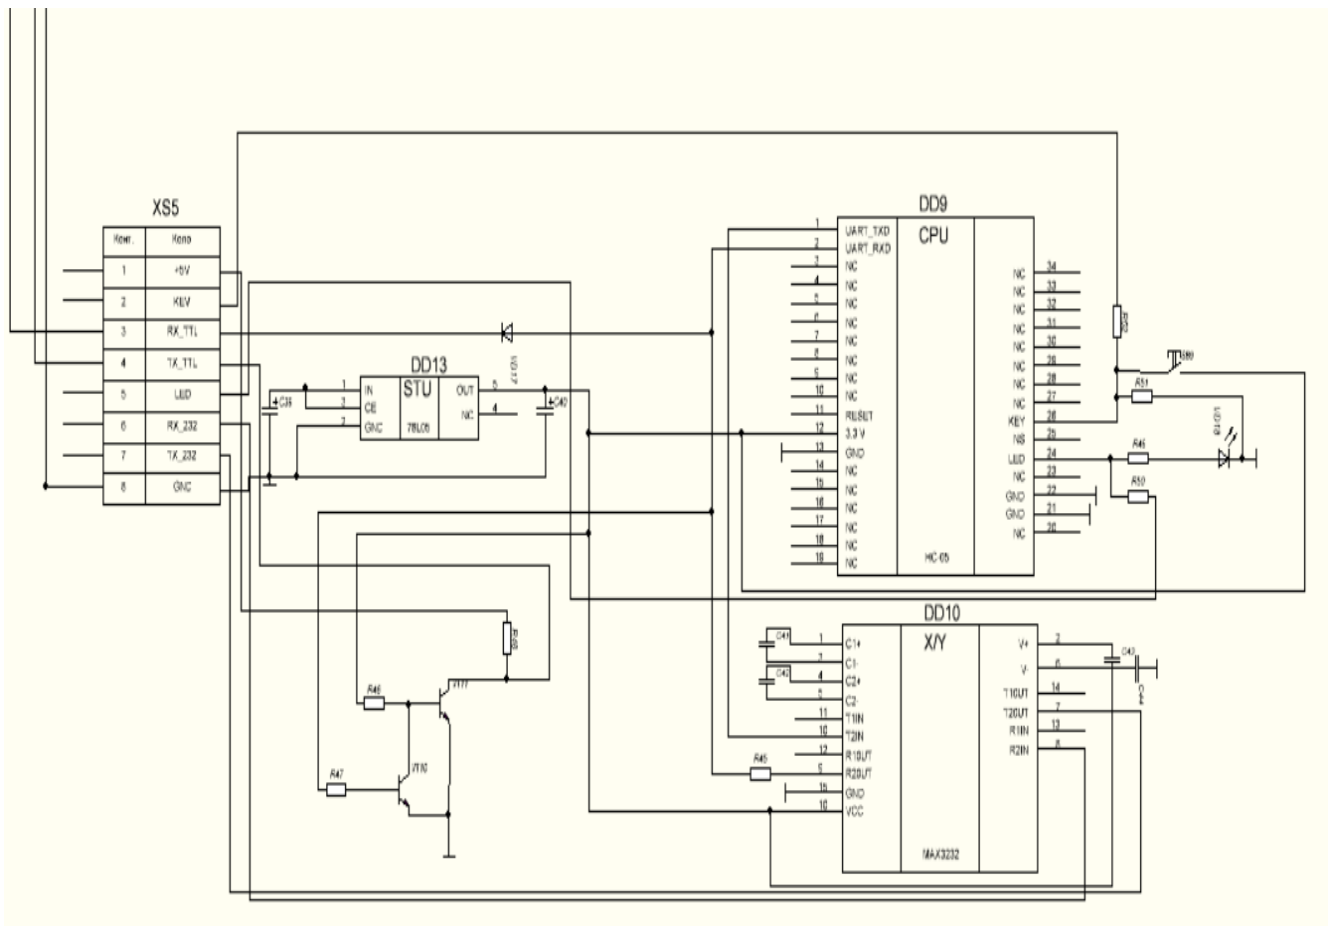 XS5
Конт. Коло
1 +5V
2 KEY
3 RX_TTL
4 TX_TTL
5 LED
6 RX_232
7 TX_232
8 GND
DD13
STU
78L05
1 IN
3 CE
2 GND
OUT 5
NC 4
C39
C40
DD9
CPU
HC-05
1 UART_TXD
2 UART_RXD
3 NC
4 NC
5 NC
6 NC
7 NC
8 NC
9 NC
10 NC
11 RESET
12 3.3 V
13 GND
14 NC
15 NC
16 NC
17 NC
18 NC
19 NC
NC 34
NC 33
NC 32
NC 31
NC 30
NC 29
NC 28
NC 27
KEY 26
NS 25
LED 24
NC 23
GND 22
GND 21
NC 20
R51
R50
DD10
X/Y
MAX3232
1 C1+
3 C1-
4 C2+
5 C2-
11 T1IN
10 T2IN
12 R1OUT
9 R2OUT
15 GND
16 VCC
V+ 2
V- 6
T1OUT 14
T2OUT 7
R1IN 13
R2IN 8
C41
C42
C43
R47